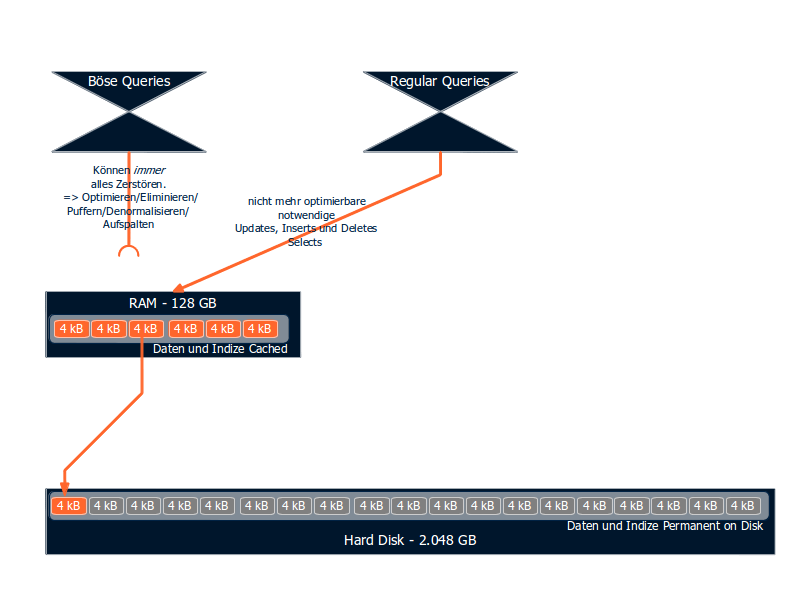 Böse Queries
Regular Queries
Können immer
alles Zerstören.
=> Optimieren/Eliminieren/
Puffern/Denormalisieren/
Aufspalten
nicht mehr optimierbare
notwendige
Updates, Inserts und Deletes
Selects
RAM - 128 GB
4 kB 4 kB 4 kB 4 kB 4 kB 4 kB
Daten und Indize Cached
4 kB 4 kB 4 kB 4 kB 4 kB 4 kB 4 kB 4 kB 4 kB 4 kB 4 kB 4 kB 4 kB 4 kB 4 kB 4 kB 4 kB 4 kB 4 kB
Daten und Indize Permanent on Disk
Hard Disk - 2.048 GB